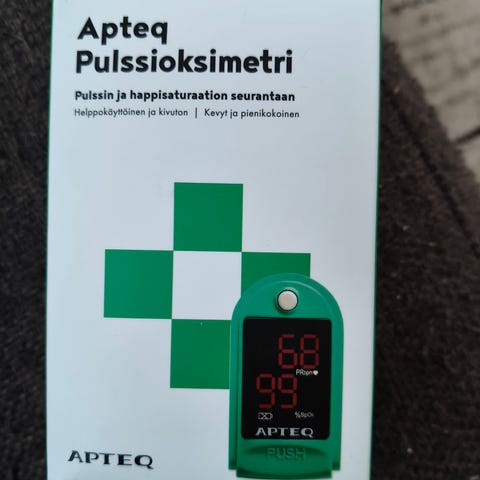 Apteq
Pulssioksimetri
Pulssin ja happisaturaation seurantaan
Helppokäyttöinen ja kivuton | Kevyt ja pienikokoinen
68
PRbpm
99
%SpO₂
APTEQ
PUSH
APTEQ